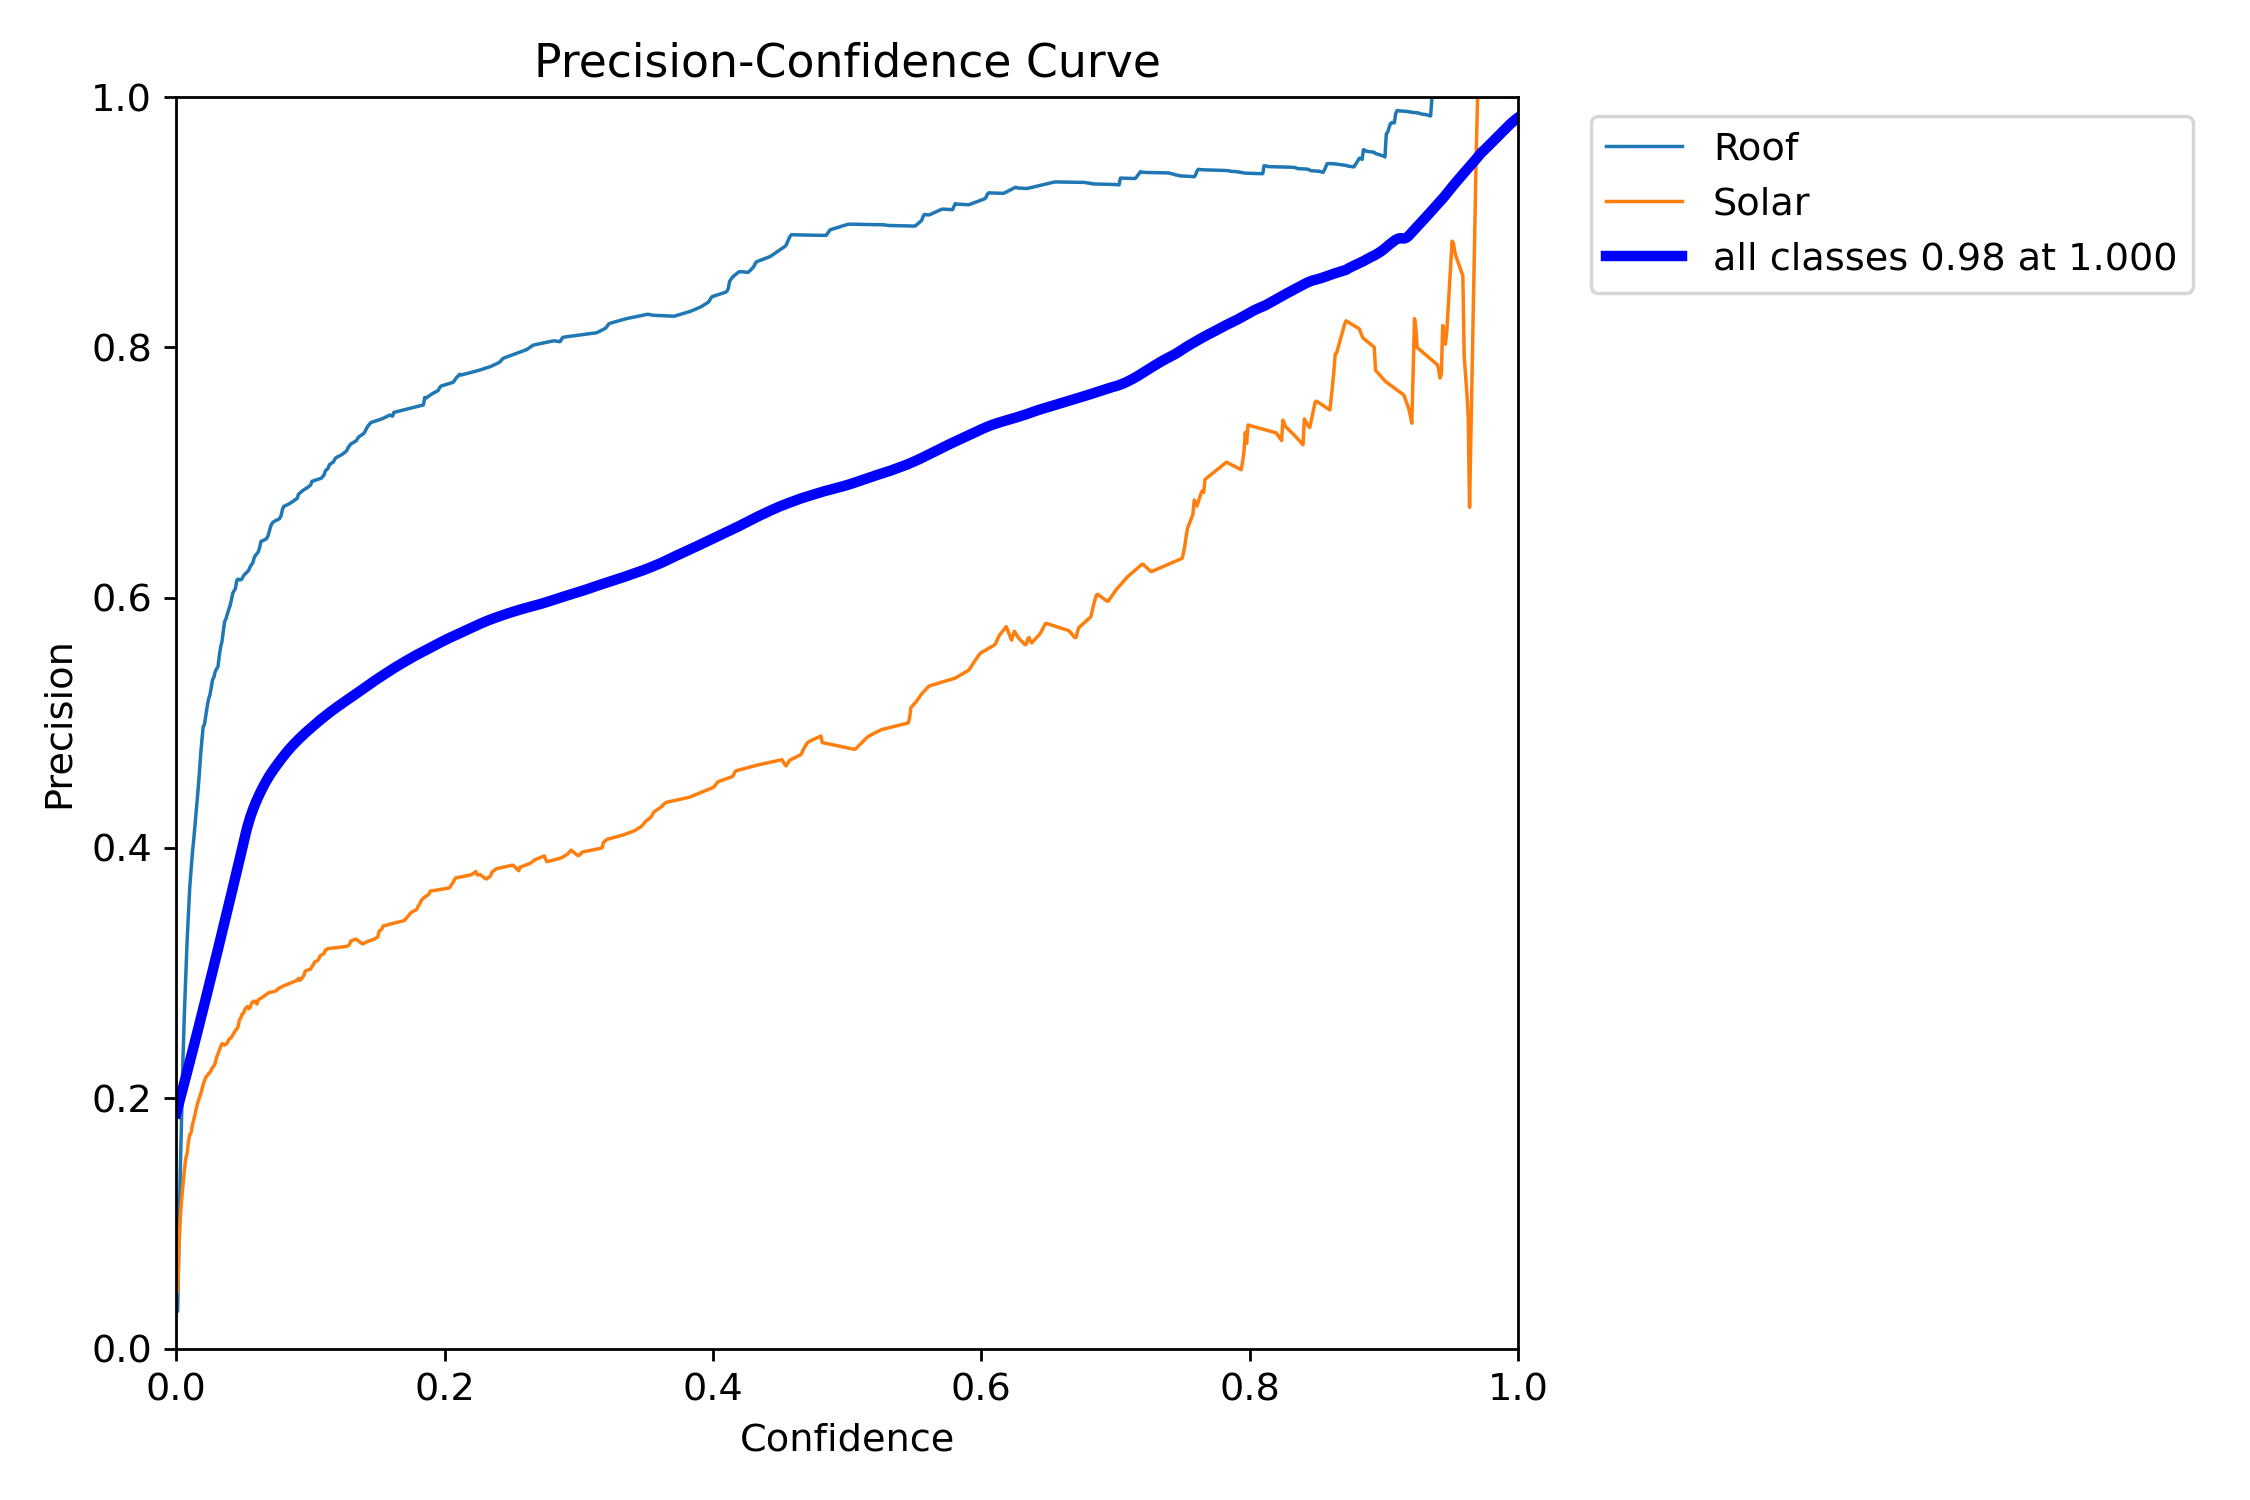 Precision-Confidence Curve
Roof
Solar
all classes 0.98 at 1.000
1.0
0.8
0.6
0.4
0.2
0.0
Precision
0.0 0.2 0.4 0.6 0.8 1.0
Confidence